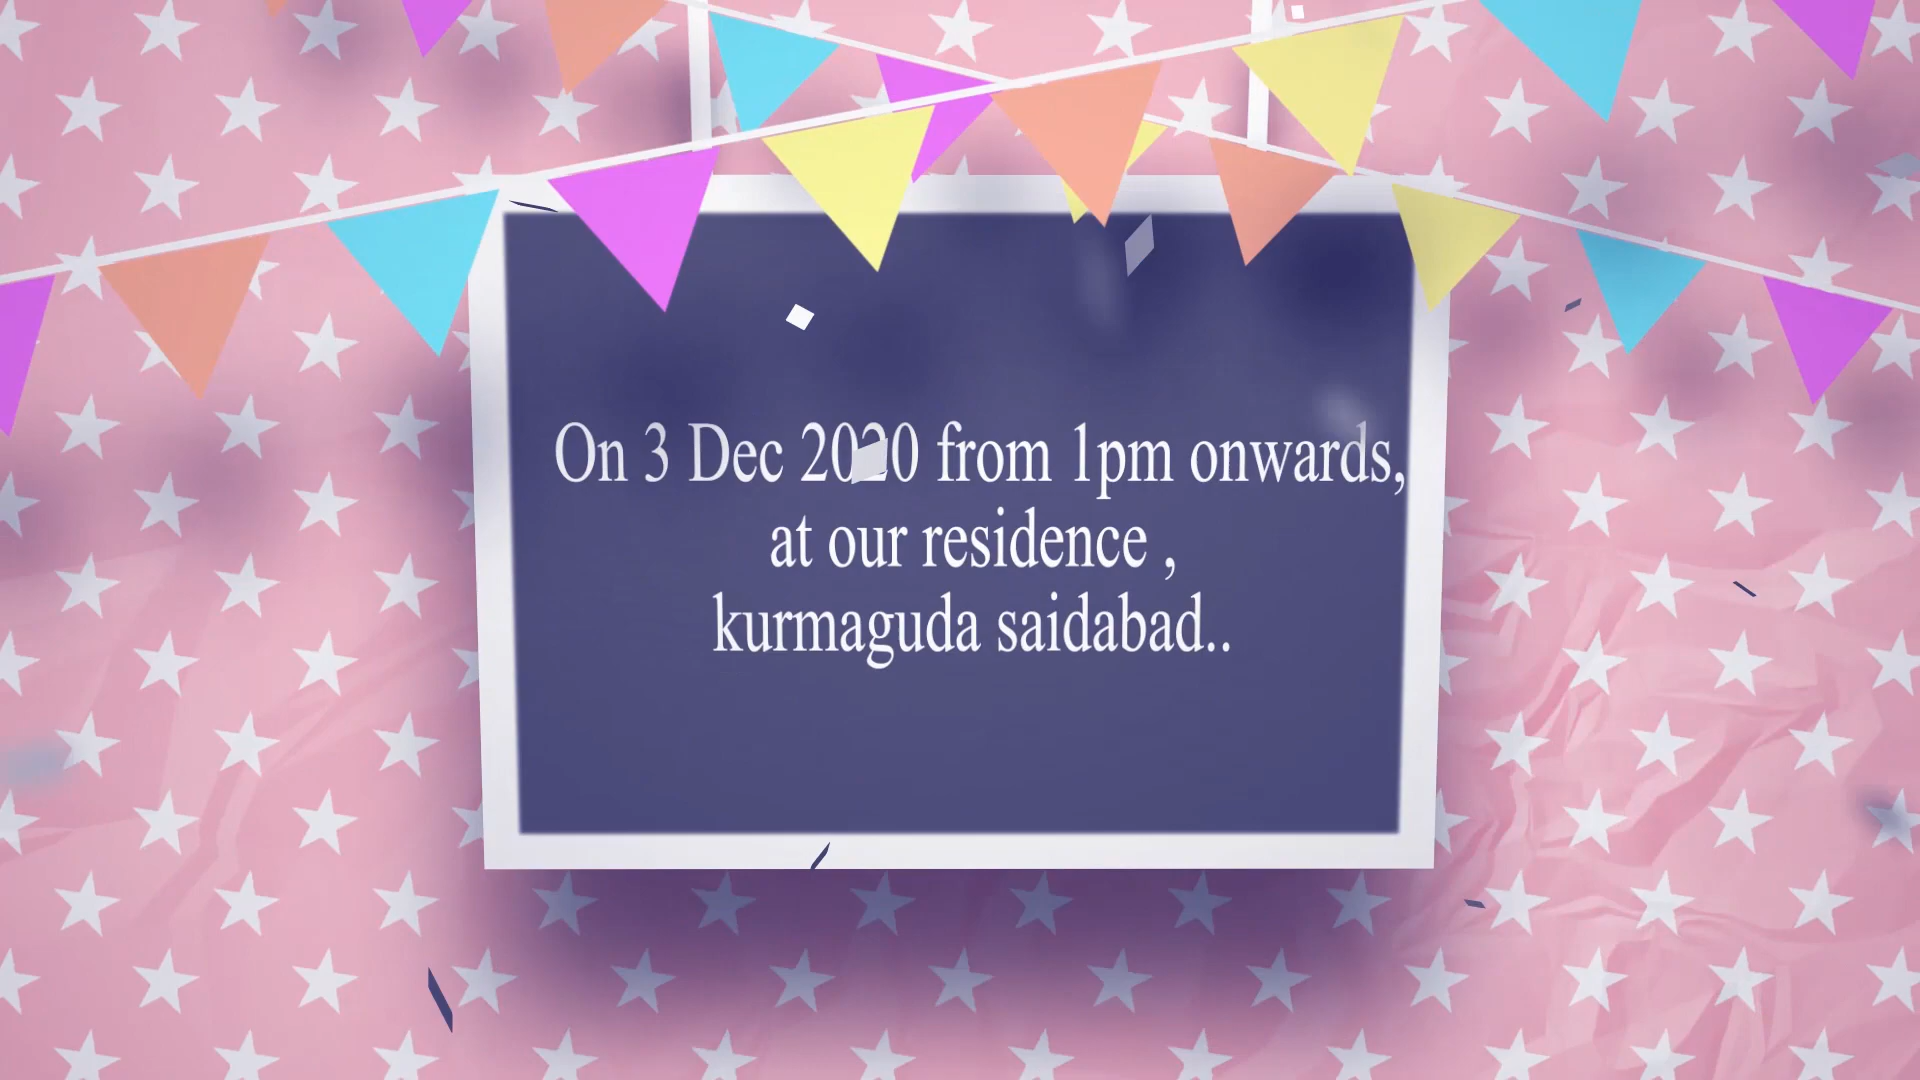 On 3 Dec 2020 from 1pm onwards,
at our residence ,
kurmaguda saidabad..